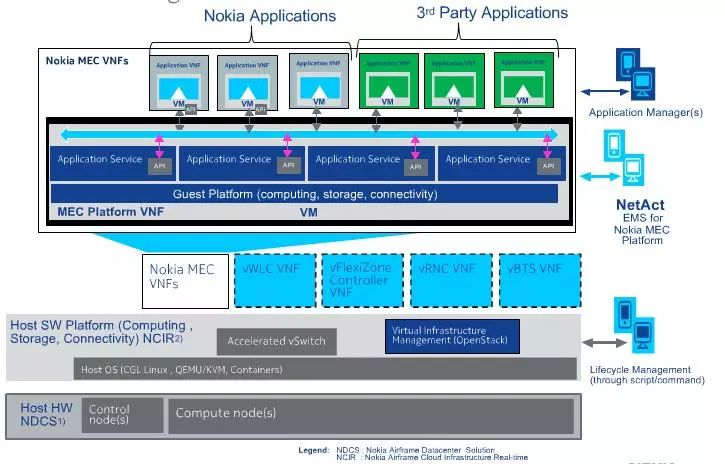 Nokia Applications
3rd Party Applications
Nokia MEC VNFs
Application VNF
Application VNF
Application VNF
Application VNF
Application VNF
Application VNF
VM
API
VM
API
VM
VM
VM
VM
Application Manager(s)
Application Service
API
Application Service
API
Application Service
API
Application Service
API
Guest Platform (computing, storage, connectivity)
MEC Platform VNF
VM
NetAct
EMS for
Nokia MEC
Platform
Nokia MEC
VNFs
vWLC VNF
vFlexiZone
Controller
VNF
vRNC VNF
vBTS VNF
Host SW Platform (Computing ,
Storage, Connectivity) NCIR2)
Accelerated vSwitch
Virtual Infrastructure
Management (OpenStack)
Host OS (CGL Linux , QEMU/KVM, Containers)
Lifecycle Management
(through script/command)
Host HW
NDCS1)
Control
node(s)
Compute node(s)
Legend: NDCS : Nokia Airframe Datacenter Solution
NCIR : Nokia Airframe Cloud Infrastructure Real-time